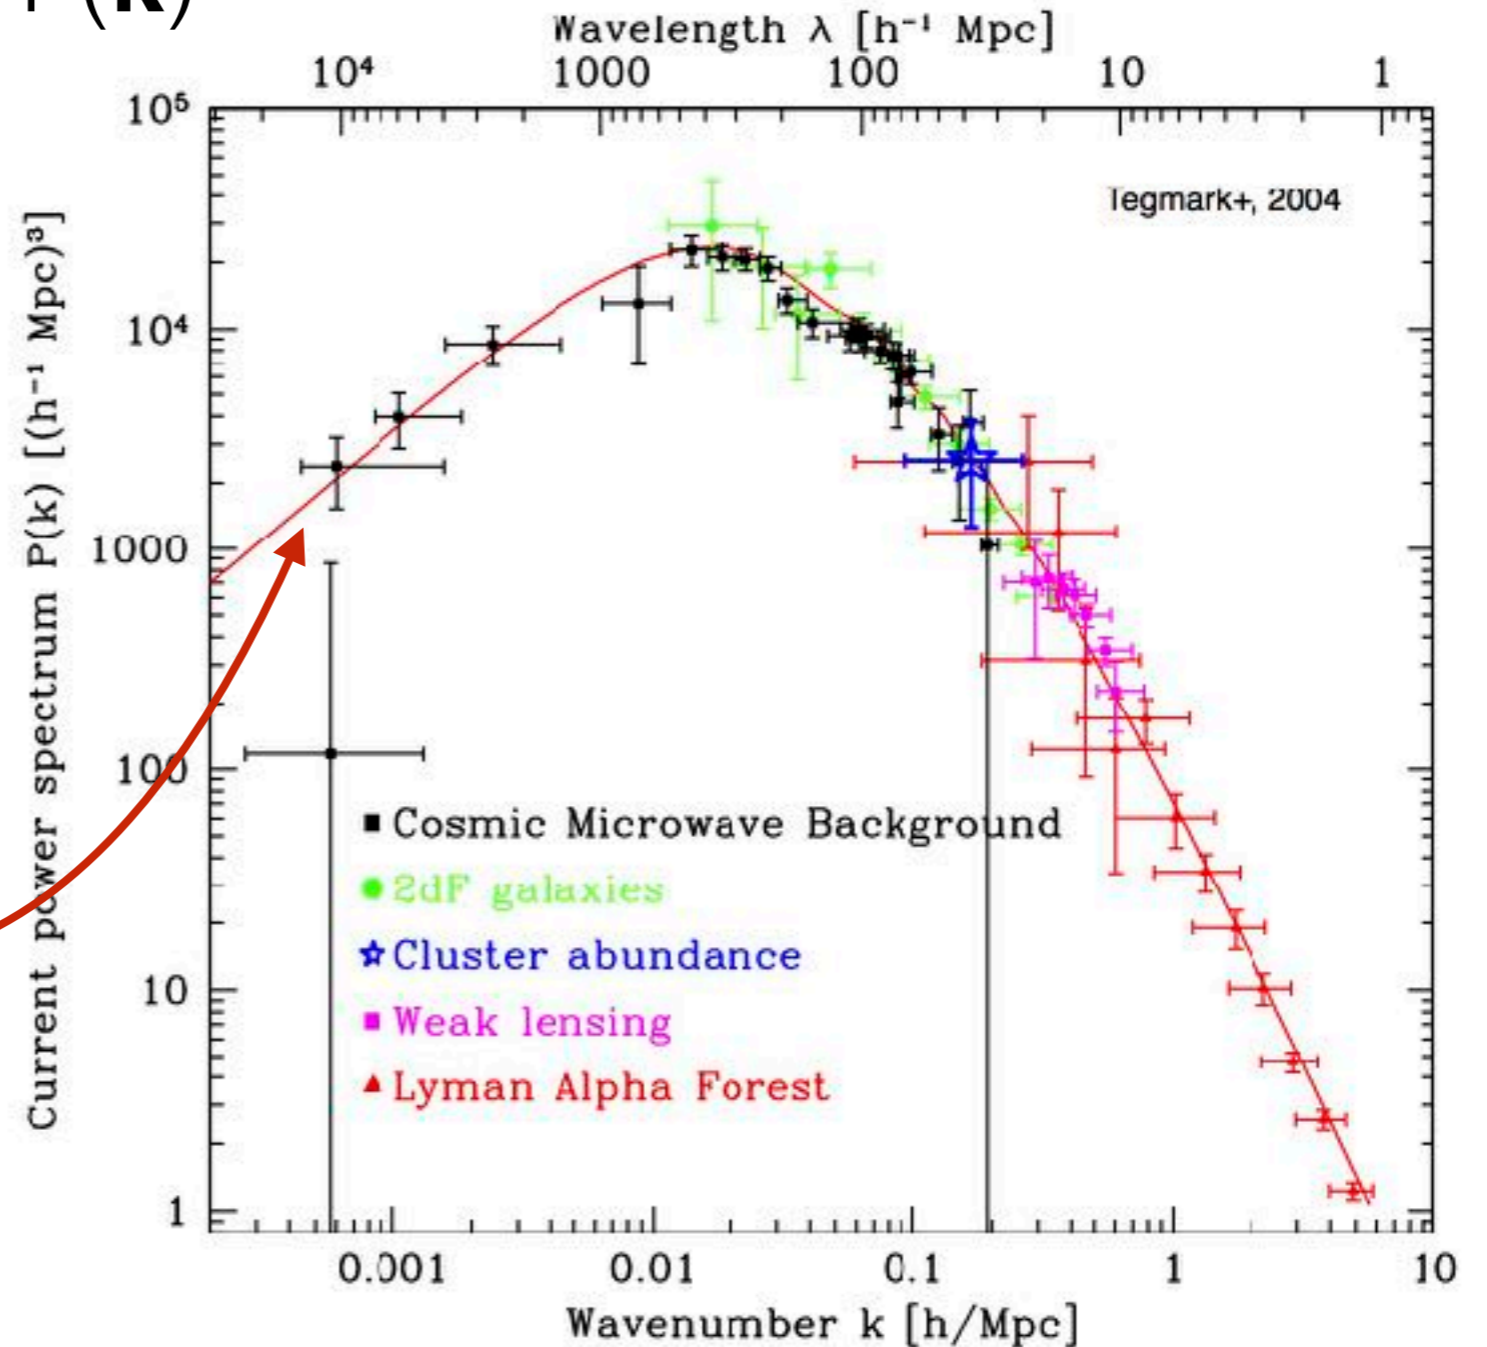 (k)
Wavelength λ [h⁻¹ Mpc]
10⁴ 1000 100 10 1
10⁵
10⁴
1000
100
10
1
Tegmark+, 2004
Current power spectrum P(k) [(h⁻¹ Mpc)³]
Cosmic Microwave Background
2dF galaxies
Cluster abundance
Weak lensing
Lyman Alpha Forest
0.001 0.01 0.1 1 10
Wavenumber k [h/Mpc]